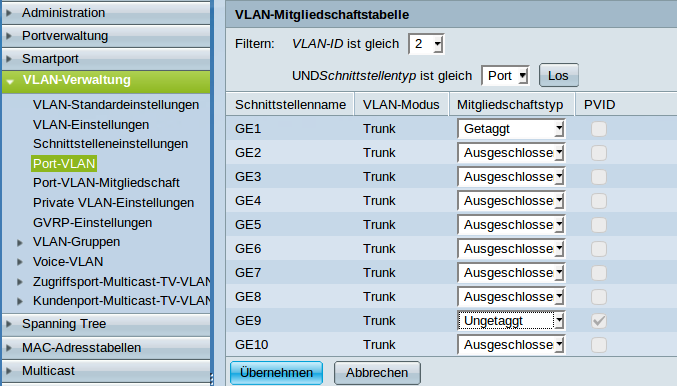 Administration
Portverwaltung
Smartport
VLAN-Verwaltung
VLAN-Standardeinstellungen
VLAN-Einstellungen
Schnittstelleneinstellungen
Port-VLAN
Port-VLAN-Mitgliedschaft
Private VLAN-Einstellungen
GVRP-Einstellungen
VLAN-Gruppen
Voice-VLAN
Zugriffsport-Multicast-TV-VLAN
Kundenport-Multicast-TV-VLAN
Spanning Tree
MAC-Adresstabellen
Multicast
VLAN-Mitgliedschaftstabelle
Filtern: VLAN-ID ist gleich 2
UNDSchnittstellentyp ist gleich Port Los
Schnittstellenname VLAN-Modus Mitgliedschaftstyp PVID
GE1 Trunk Getaggt
GE2 Trunk Ausgeschlosse
GE3 Trunk Ausgeschlosse
GE4 Trunk Ausgeschlosse
GE5 Trunk Ausgeschlosse
GE6 Trunk Ausgeschlosse
GE7 Trunk Ausgeschlosse
GE8 Trunk Ausgeschlosse
GE9 Trunk Ungetaggt
GE10 Trunk Ausgeschlosse
Übernehmen Abbrechen